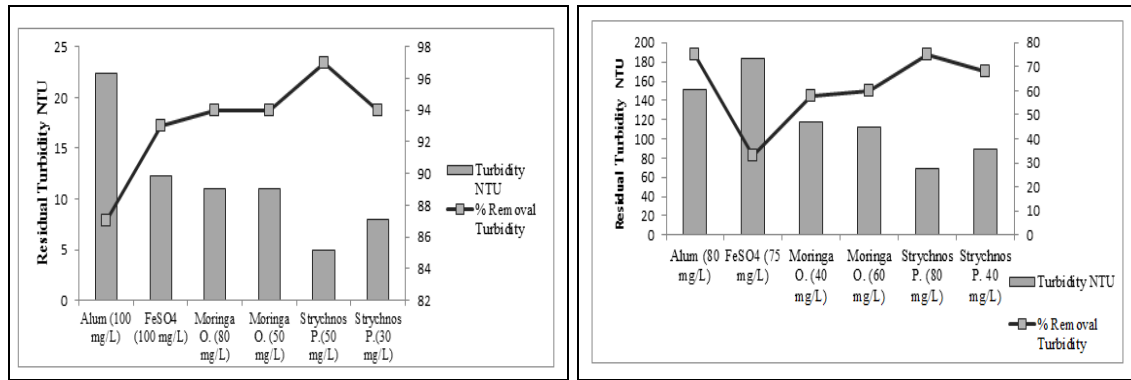 Residual Turbidity NTU
25
20
15
10
5
0
98
96
94
92
90
88
86
84
82
Alum (100 mg/L)
FeSO4 (100 mg/L)
Moringa O. (80 mg/L)
Moringa O. (50 mg/L)
Strychnos P.(50 mg/L)
Strychnos P.(30 mg/L)
Turbidity
NTU
% Removal
Turbidity
Residual Turbidity NTU
200
180
160
140
120
100
80
60
40
20
0
80
70
60
50
40
30
20
10
0
Alum (80 mg/L)
FeSO4 (75 mg/L)
Moringa O. (40 mg/L)
Moringa O. (60 mg/L)
Strychnos P. (80 mg/L)
Strychnos P. 40 mg/L)
Turbidity NTU
% Removal
Turbidity